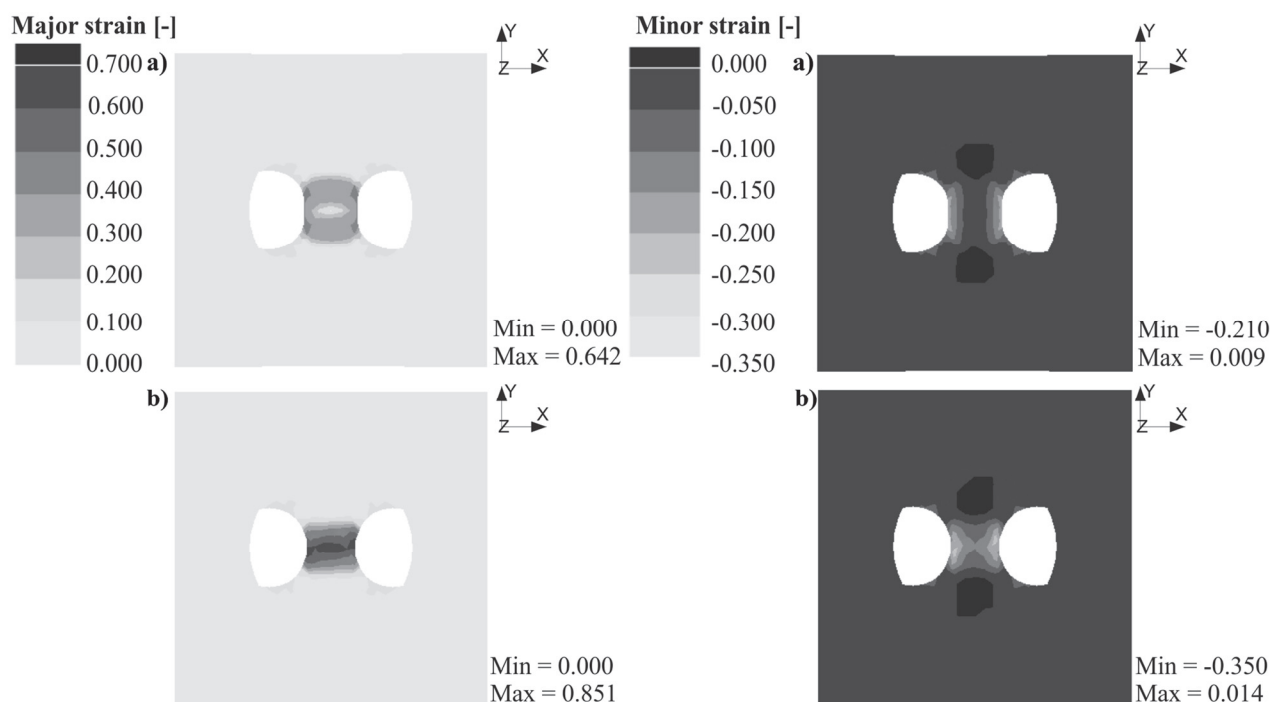 Major strain [-]
0.700
0.600
0.500
0.400
0.300
0.200
0.100
0.000
a)
Y
Z
X
Min = 0.000
Max = 0.642
b)
Y
Z
X
Min = 0.000
Max = 0.851
Minor strain [-]
0.000
-0.050
-0.100
-0.150
-0.200
-0.250
-0.300
-0.350
a)
Y
Z
X
Min = -0.210
Max = 0.009
b)
Y
Z
X
Min = -0.350
Max = 0.014